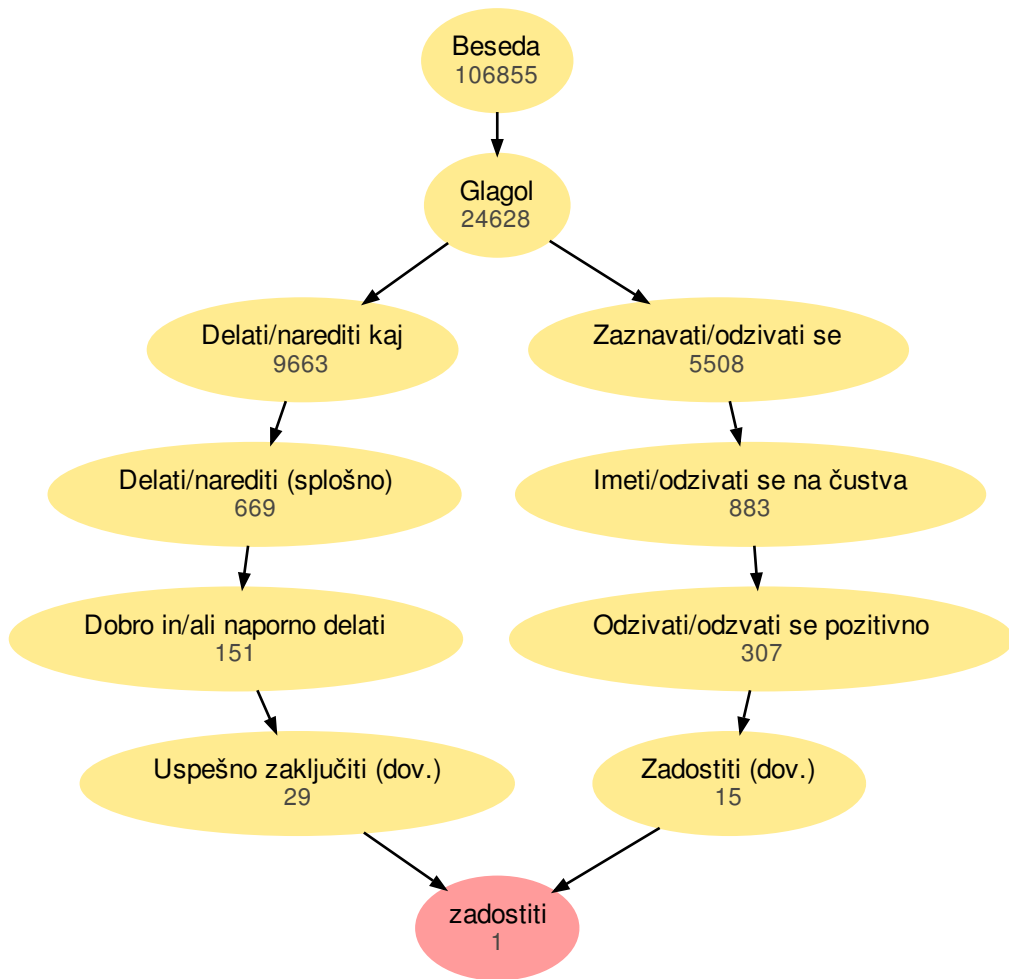 Beseda
106855
Glagol
24628
Delati/narediti kaj
9663
Zaznavati/odzivati se
5508
Delati/narediti (splošno)
669
Imeti/odzivati se na čustva
883
Dobro in/ali naporno delati
151
Odzivati/odzvati se pozitivno
307
Uspešno zaključiti (dov.)
29
Zadostiti (dov.)
15
zadostiti
1